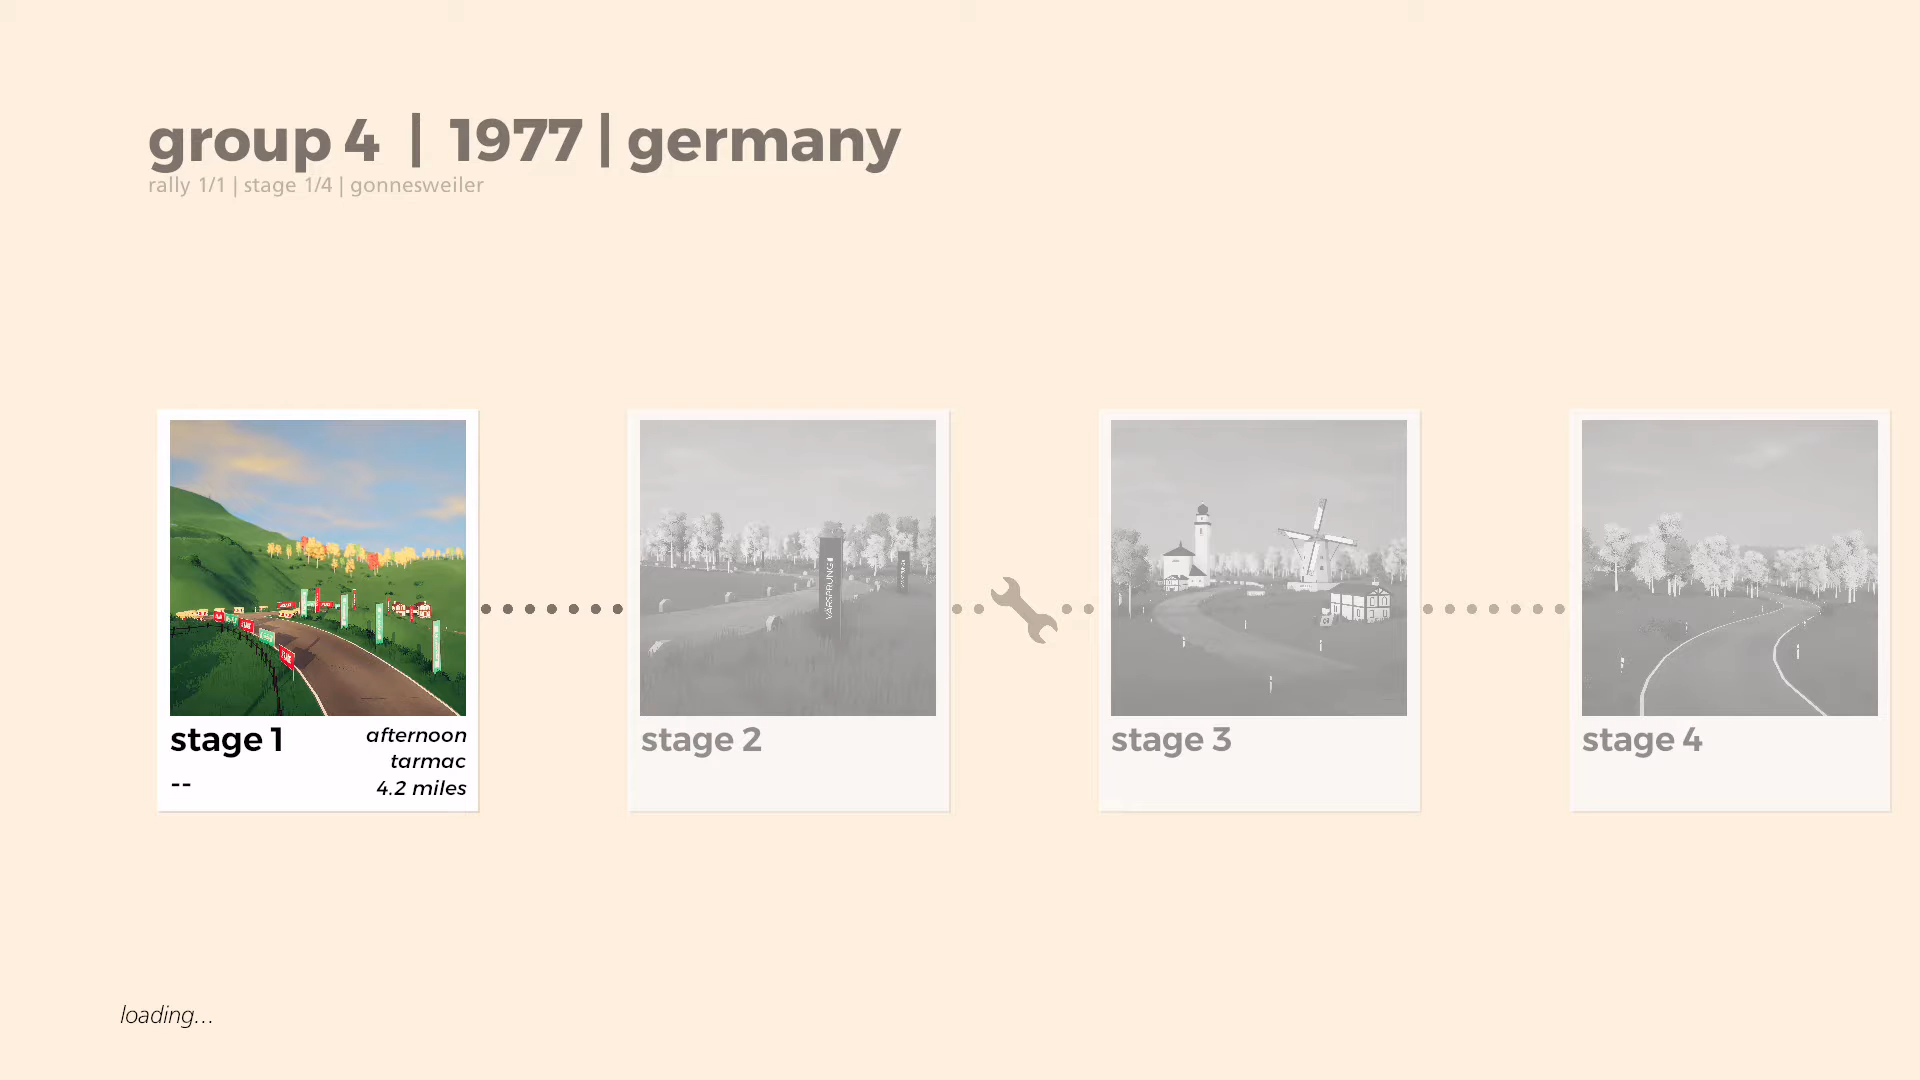 group 4 | 1977 | germany
rally 1/1 | stage 1/4 | gonnesweiler
VÄRSPRUNG
stage 1
afternoon
tarmac
--
4.2 miles
stage 2
stage 3
stage 4
loading...